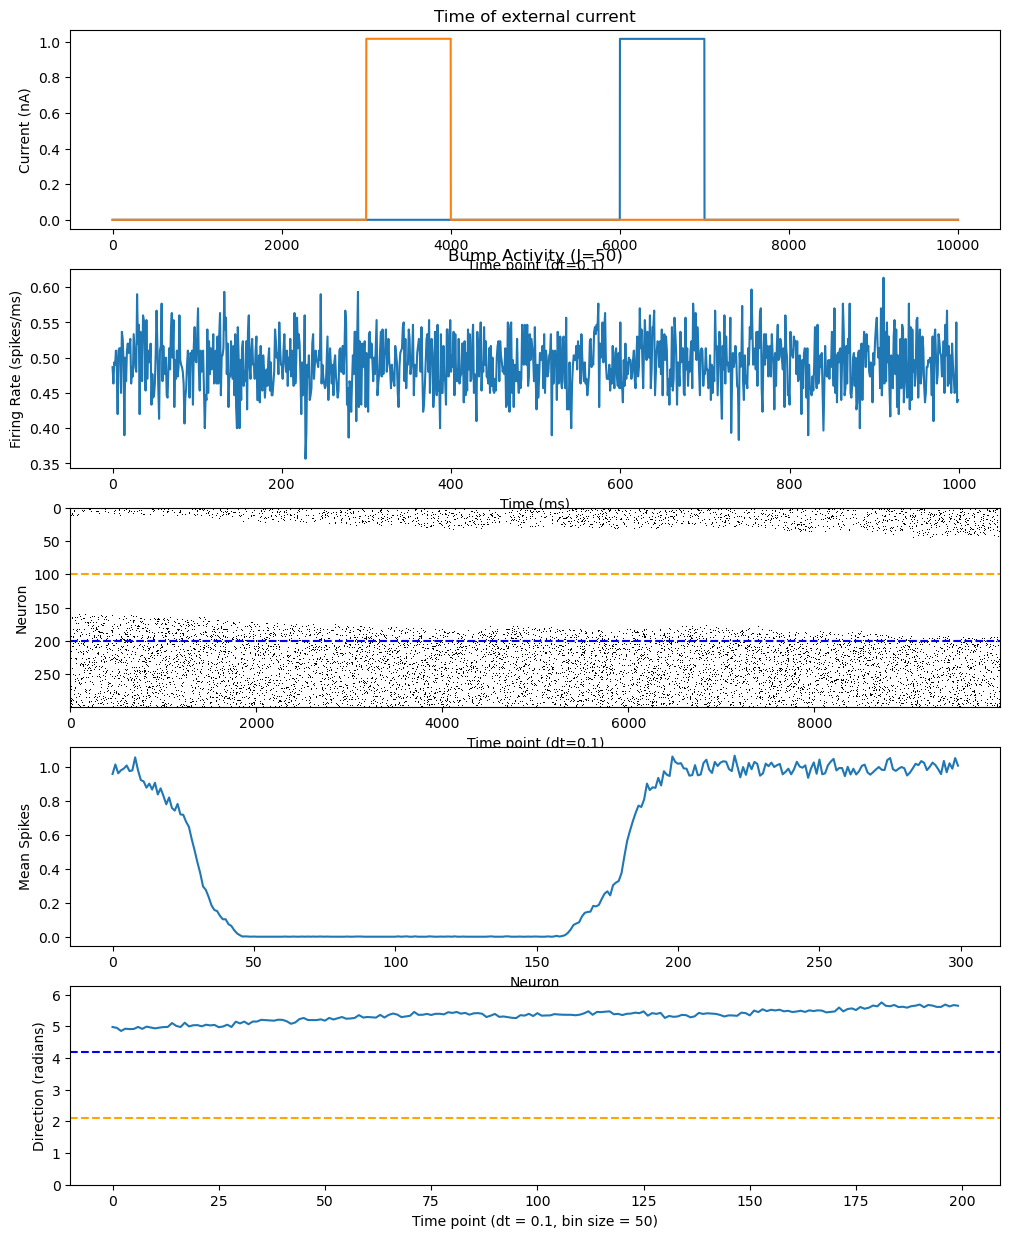 Time of external current
Current (nA)
1.0
0.8
0.6
0.4
0.2
0.0
0 2000 4000 6000 8000 10000
Time point (dt=0.1)
Bump Activity (J=50)
Firing Rate (spikes/ms)
0.60
0.55
0.50
0.45
0.40
0.35
0 200 400 600 800 1000
Time (ms)
Neuron
0
50
100
150
200
250
0 2000 4000 6000 8000
Time point (dt=0.1)
Mean Spikes
1.0
0.8
0.6
0.4
0.2
0.0
0 50 100 150 200 250 300
Neuron
Direction (radians)
6
5
4
3
2
1
0
0 25 50 75 100 125 150 175 200
Time point (dt = 0.1, bin size = 50)